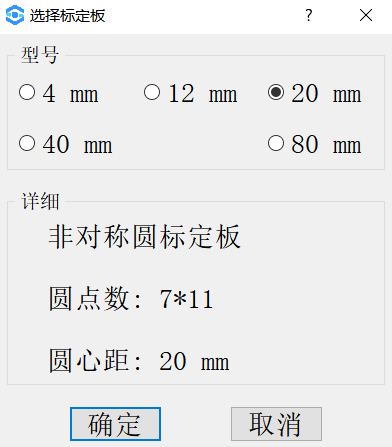 选择标定板
型号
4 mm 12 mm 20 mm
40 mm 80 mm
详细
非对称圆标定板
圆点数: 7*11
圆心距: 20 mm
确定 取消